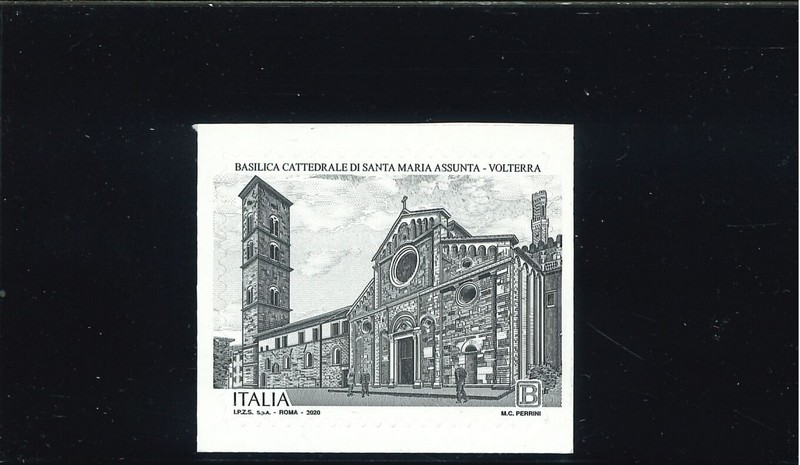 BASILICA CATTEDRALE DI SANTA MARIA ASSUNTA - VOLTERRA
ITALIA
B
I.P.Z.S. S.p.A. - ROMA - 2020
M.C. PERRINI